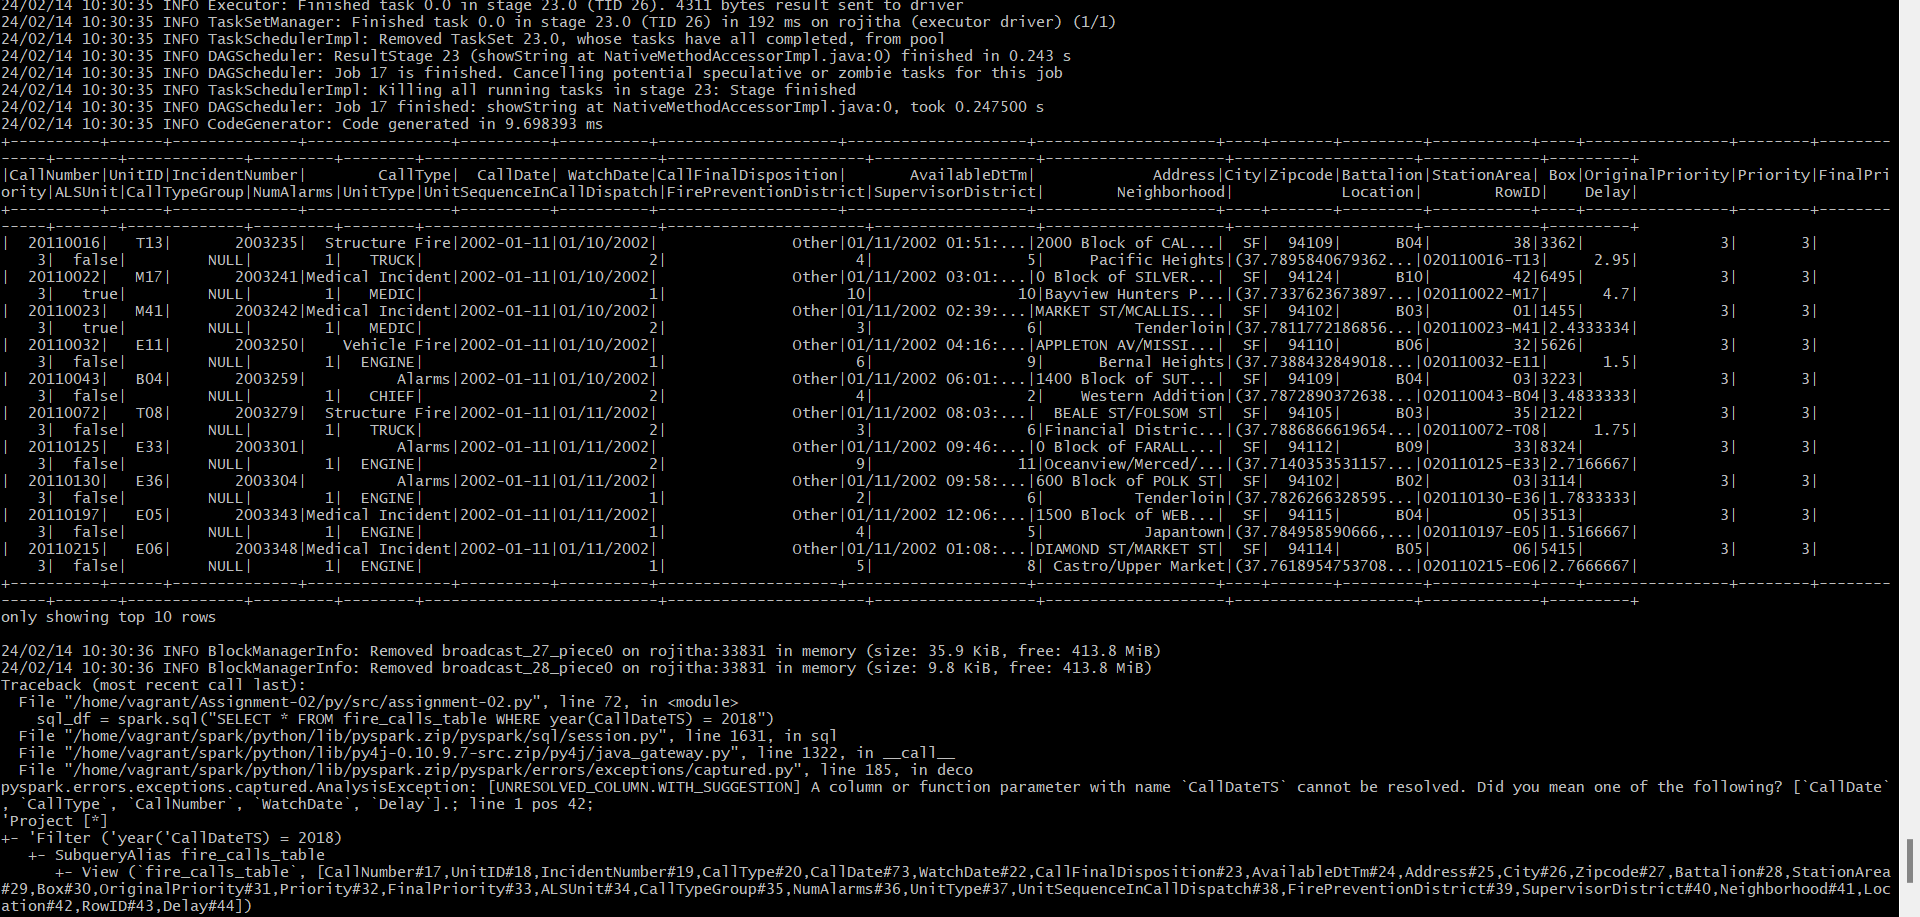 24/02/14 10:30:35 INFO Executor: Finished task 0.0 in stage 23.0 (TID 26). 4311 bytes result sent to driver
24/02/14 10:30:35 INFO TaskSetManager: Finished task 0.0 in stage 23.0 (TID 26) in 192 ms on rojitha (executor driver) (1/1)
24/02/14 10:30:35 INFO TaskSchedulerImpl: Removed TaskSet 23.0, whose tasks have all completed, from pool
24/02/14 10:30:35 INFO DAGScheduler: ResultStage 23 (showString at NativeMethodAccessorImpl.java:0) finished in 0.243 s
24/02/14 10:30:35 INFO DAGScheduler: Job 17 is finished. Cancelling potential speculative or zombie tasks for this job
24/02/14 10:30:35 INFO TaskSchedulerImpl: Killing all running tasks in stage 23: Stage finished
24/02/14 10:30:35 INFO DAGScheduler: Job 17 finished: showString at NativeMethodAccessorImpl.java:0, took 0.247500 s
24/02/14 10:30:35 INFO CodeGenerator: Code generated in 9.698393 ms
+----------+------+--------------+----------------+----------+----------+--------------------+--------------------+--------------------+----+-------+---------+-----------+----+----------------+--------+--------
-----+-------+-------------+---------+--------+--------------------------+----------------------+------------------+--------------------+--------------------+-------------+---------+
|CallNumber|UnitID|IncidentNumber|        CallType|  CallDate| WatchDate|CallFinalDisposition|        AvailableDtTm|             Address|City|Zipcode|Battalion|StationArea| Box|OriginalPriority|Priority|FinalPri
ority|ALSUnit|CallTypeGroup|NumAlarms|UnitType|UnitSequenceInCallDispatch|FirePreventionDistrict|SupervisorDistrict|        Neighborhood|            Location|        RowID|    Delay|
+----------+------+--------------+----------------+----------+----------+--------------------+--------------------+--------------------+----+-------+---------+-----------+----+----------------+--------+--------
-----+-------+-------------+---------+--------+--------------------------+----------------------+------------------+--------------------+--------------------+-------------+---------+
|  20110016|   T13|       2003235|  Structure Fire|2002-01-11|01/10/2002|               Other|01/11/2002 01:51:...|2000 Block of CAL...|  SF|  94109|      B04|         38|3362|               3|       3|
    3|  false|         NULL|        1|   TRUCK|                         2|                     4|                 5|     Pacific Heights|(37.7895840679362...|020110016-T13|     2.95|
|  20110022|   M17|       2003241|Medical Incident|2002-01-11|01/10/2002|               Other|01/11/2002 03:01:...|0 Block of SILVER...|  SF|  94124|      B10|         42|6495|               3|       3|
    3|   true|         NULL|        1|   MEDIC|                         1|                    10|                10|Bayview Hunters P...|(37.7337623673897...|020110022-M17|      4.7|
|  20110023|   M41|       2003242|Medical Incident|2002-01-11|01/10/2002|               Other|01/11/2002 02:39:...|MARKET ST/MCALLIS...|  SF|  94102|      B03|         01|1455|               3|       3|
    3|   true|         NULL|        1|   MEDIC|                         2|                     3|                 6|          Tenderloin|(37.7811772186856...|020110023-M41|2.4333334|
|  20110032|   E11|       2003250|    Vehicle Fire|2002-01-11|01/10/2002|               Other|01/11/2002 04:16:...|APPLETON AV/MISSI...|  SF|  94110|      B06|         32|5626|               3|       3|
    3|  false|         NULL|        1|  ENGINE|                         1|                     6|                 9|      Bernal Heights|(37.7388432849018...|020110032-E11|      1.5|
|  20110043|   B04|       2003259|          Alarms|2002-01-11|01/10/2002|               Other|01/11/2002 06:01:...|1400 Block of SUT...|  SF|  94109|      B04|         03|3223|               3|       3|
    3|  false|         NULL|        1|   CHIEF|                         2|                     4|                 2|    Western Addition|(37.7872890372638...|020110043-B04|3.4833333|
|  20110072|   T08|       2003279|  Structure Fire|2002-01-11|01/11/2002|               Other|01/11/2002 08:03:...|  BEALE ST/FOLSOM ST|  SF|  94105|      B03|         35|2122|               3|       3|
    3|  false|         NULL|        1|   TRUCK|                         2|                     3|                 6|Financial Distric...|(37.7886866619654...|020110072-T08|     1.75|
|  20110125|   E33|       2003301|          Alarms|2002-01-11|01/11/2002|               Other|01/11/2002 09:46:...|0 Block of FARALL...|  SF|  94112|      B09|         33|8324|               3|       3|
    3|  false|         NULL|        1|  ENGINE|                         2|                     9|                11|Oceanview/Merced/...|(37.7140353531157...|020110125-E33|2.7166667|
|  20110130|   E36|       2003304|          Alarms|2002-01-11|01/11/2002|               Other|01/11/2002 09:58:...|600 Block of POLK ST|  SF|  94102|      B02|         03|3114|               3|       3|
    3|  false|         NULL|        1|  ENGINE|                         1|                     2|                 6|          Tenderloin|(37.7826266328595...|020110130-E36|1.7833333|
|  20110197|   E05|       2003343|Medical Incident|2002-01-11|01/11/2002|               Other|01/11/2002 12:06:...|1500 Block of WEB...|  SF|  94115|      B04|         05|3513|               3|       3|
    3|  false|         NULL|        1|  ENGINE|                         1|                     4|                 5|           Japantown|(37.784958590666,...|020110197-E05|1.5166667|
|  20110215|   E06|       2003348|Medical Incident|2002-01-11|01/11/2002|               Other|01/11/2002 01:08:...|DIAMOND ST/MARKET ST|  SF|  94114|      B05|         06|5415|               3|       3|
    3|  false|         NULL|        1|  ENGINE|                         1|                     5|                 8| Castro/Upper Market|(37.7618954753708...|020110215-E06|2.7666667|
+----------+------+--------------+----------------+----------+----------+--------------------+--------------------+--------------------+----+-------+---------+-----------+----+----------------+--------+--------
-----+-------+-------------+---------+--------+--------------------------+----------------------+------------------+--------------------+--------------------+-------------+---------+
only showing top 10 rows
24/02/14 10:30:36 INFO BlockManagerInfo: Removed broadcast_27_piece0 on rojitha:33831 in memory (size: 35.9 KiB, free: 413.8 MiB)
24/02/14 10:30:36 INFO BlockManagerInfo: Removed broadcast_28_piece0 on rojitha:33831 in memory (size: 9.8 KiB, free: 413.8 MiB)
Traceback (most recent call last):
  File "/home/vagrant/Assignment-02/py/src/assignment-02.py", line 72, in <module>
    sql_df = spark.sql("SELECT * FROM fire_calls_table WHERE year(CallDateTS) = 2018")
  File "/home/vagrant/spark/python/lib/pyspark.zip/pyspark/sql/session.py", line 1631, in sql
  File "/home/vagrant/spark/python/lib/py4j-0.10.9.7-src.zip/py4j/java_gateway.py", line 1322, in __call__
  File "/home/vagrant/spark/python/lib/pyspark.zip/pyspark/errors/exceptions/captured.py", line 185, in deco
pyspark.errors.exceptions.captured.AnalysisException: [UNRESOLVED_COLUMN.WITH_SUGGESTION] A column or function parameter with name `CallDateTS` cannot be resolved. Did you mean one of the following? [`CallDate`
, `CallType`, `CallNumber`, `WatchDate`, `Delay`].; line 1 pos 42;
'Project [*]
+- 'Filter ('year('CallDateTS) = 2018)
   +- SubqueryAlias fire_calls_table
      +- View (`fire_calls_table`, [CallNumber#17,UnitID#18,IncidentNumber#19,CallType#20,CallDate#73,WatchDate#22,CallFinalDisposition#23,AvailableDtTm#24,Address#25,City#26,Zipcode#27,Battalion#28,StationArea
#29,Box#30,OriginalPriority#31,Priority#32,FinalPriority#33,ALSUnit#34,CallTypeGroup#35,NumAlarms#36,UnitType#37,UnitSequenceInCallDispatch#38,FirePreventionDistrict#39,SupervisorDistrict#40,Neighborhood#41,Loc
ation#42,RowID#43,Delay#44])